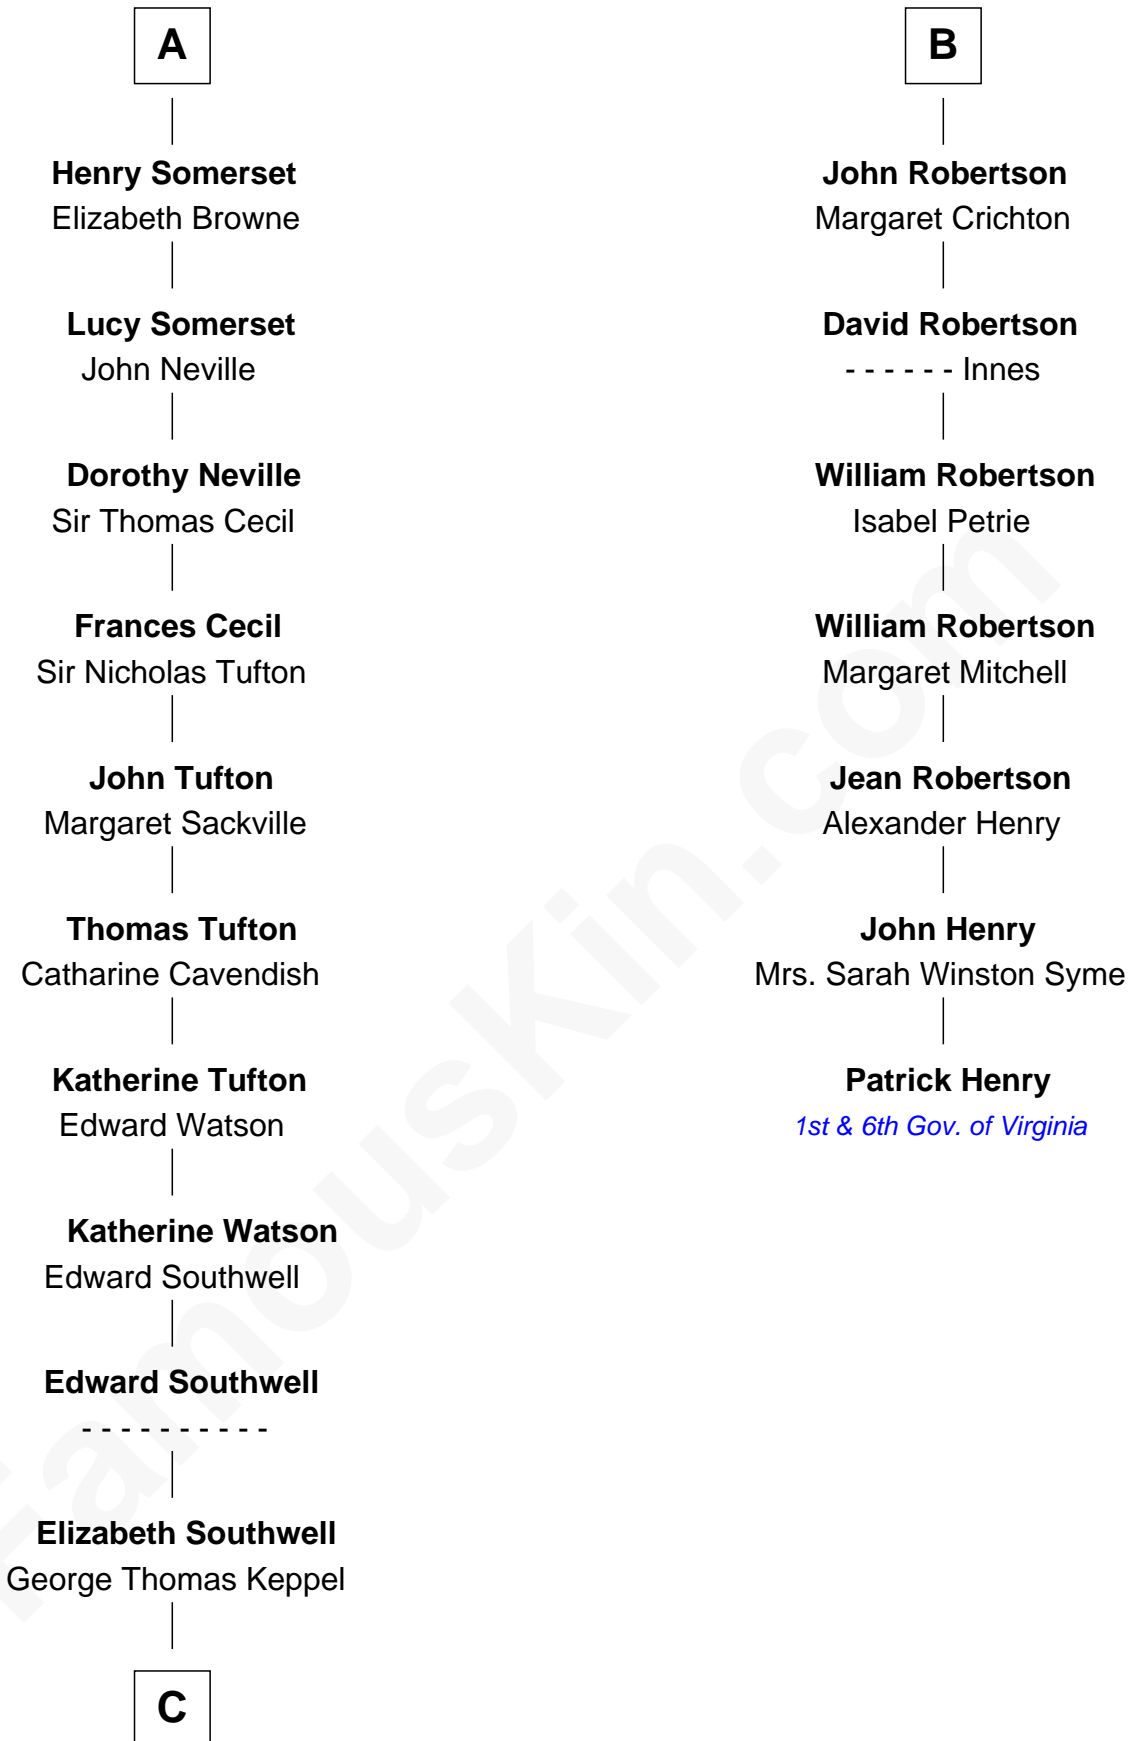 A
Henry Somerset
Elizabeth Browne
Lucy Somerset
John Neville
Dorothy Neville
Sir Thomas Cecil
Frances Cecil
Sir Nicholas Tufton
John Tufton
Margaret Sackville
Thomas Tufton
Catharine Cavendish
Katherine Tufton
Edward Watson
Katherine Watson
Edward Southwell
Edward Southwell
- - - - - - - - - -
Elizabeth Southwell
George Thomas Keppel
C
B
John Robertson
Margaret Crichton
David Robertson
- - - - - - Innes
William Robertson
Isabel Petrie
William Robertson
Margaret Mitchell
Jean Robertson
Alexander Henry
John Henry
Mrs. Sarah Winston Syme
Patrick Henry
1st & 6th Gov. of Virginia
FamousKin.com